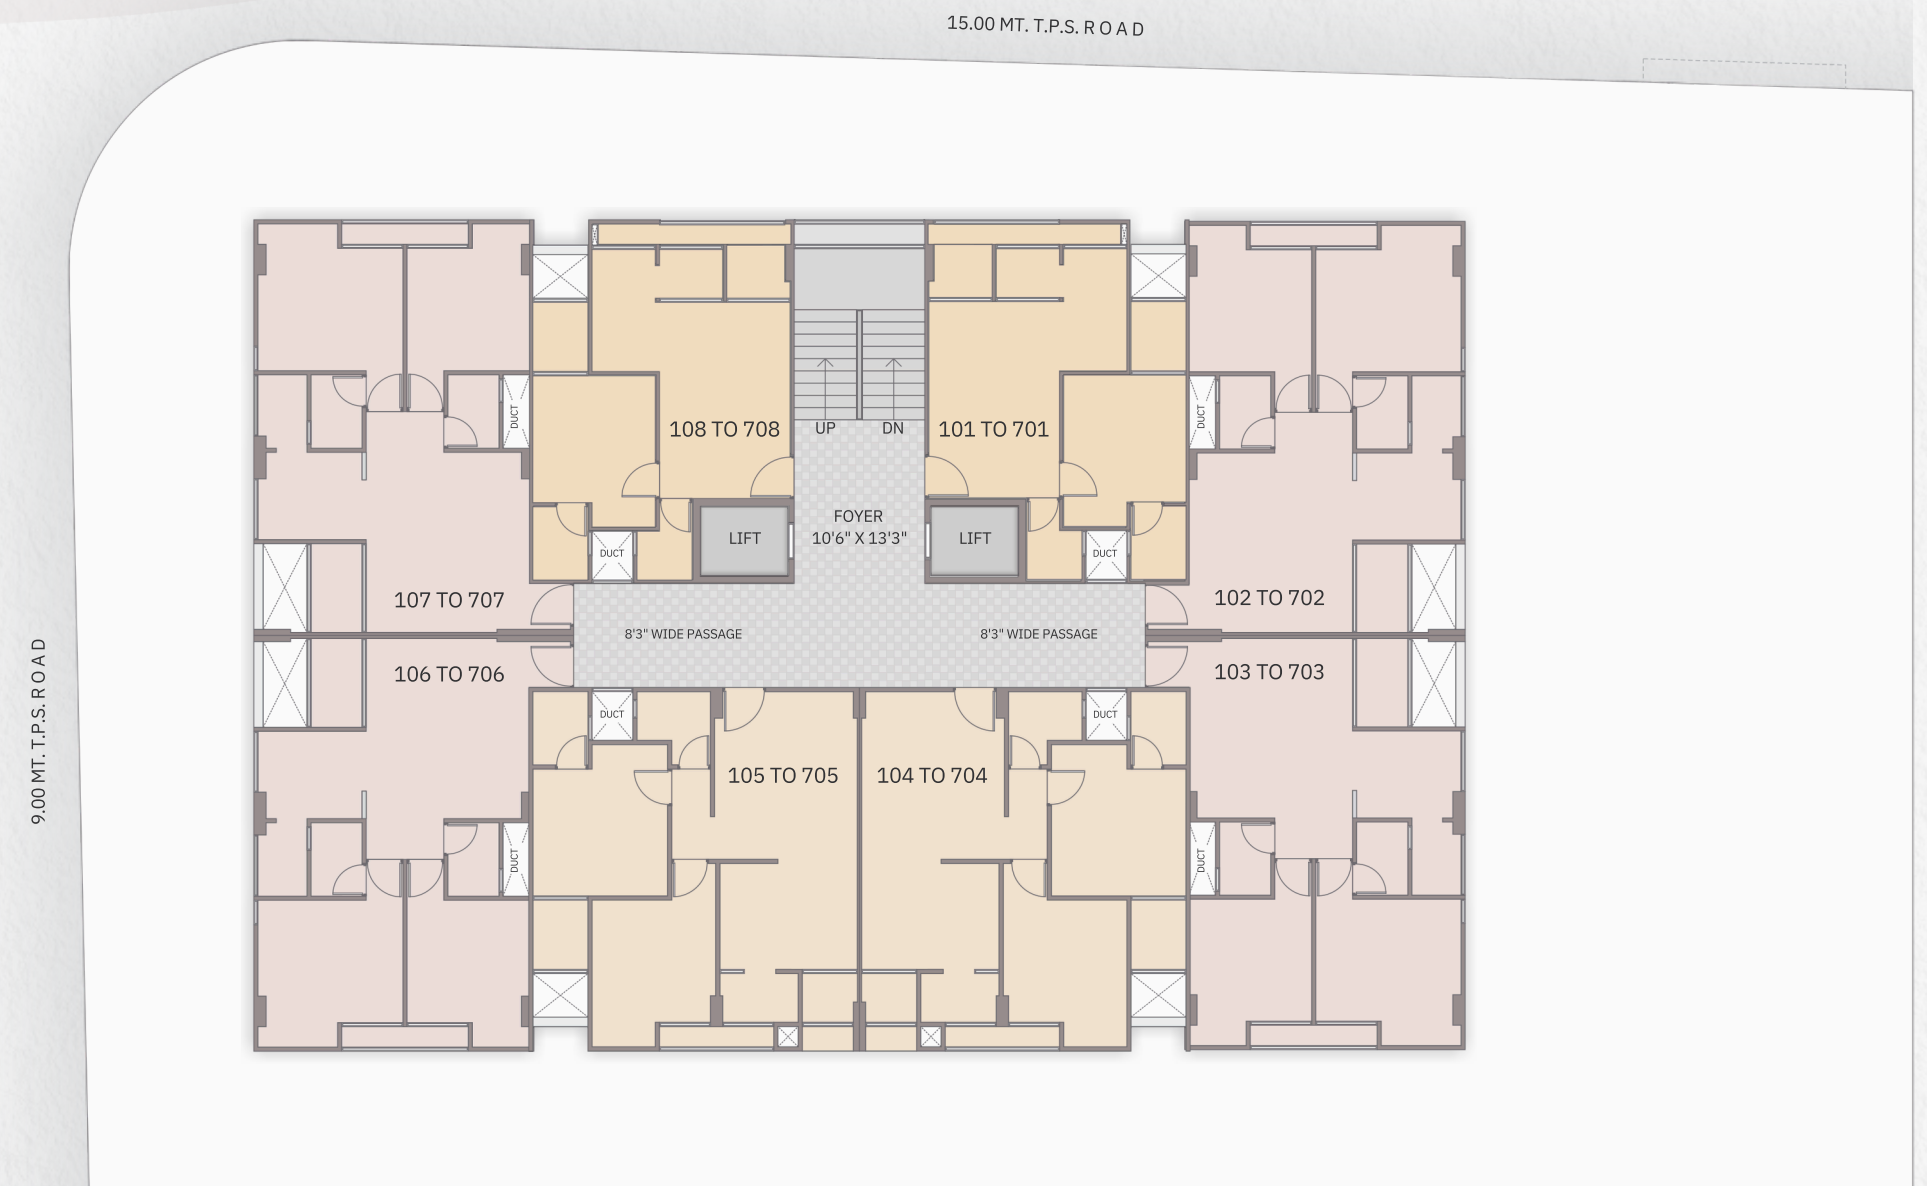 15.00 MT. T.P.S. ROAD
DUCT
DUCT
108 TO 708
UP
DN
101 TO 701
FOYER
10'6" X 13'3"
LIFT
LIFT
DUCT
DUCT
107 TO 707
102 TO 702
8'3" WIDE PASSAGE
8'3" WIDE PASSAGE
106 TO 706
103 TO 703
9.00 MT. T.P.S. ROAD
DUCT
DUCT
105 TO 705
104 TO 704
DUCT
DUCT